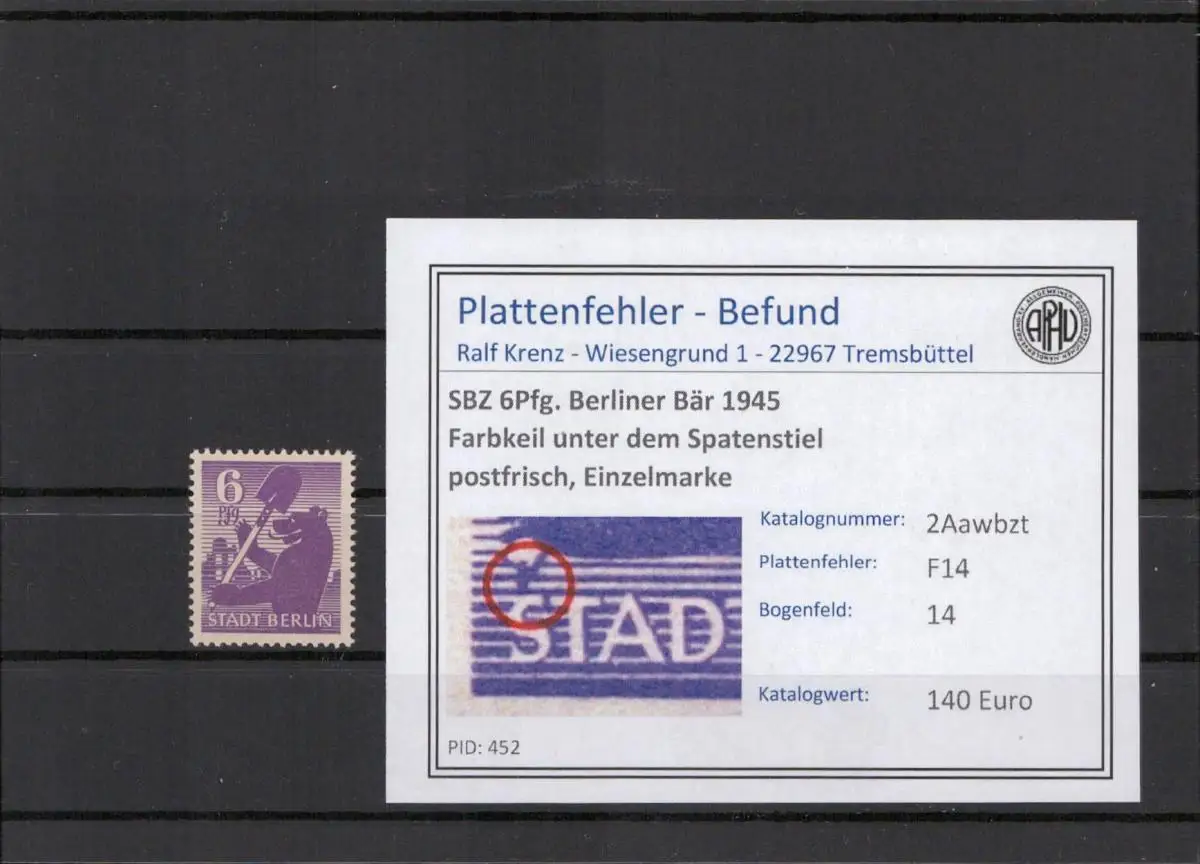 6
Pfg
STADT BERLIN
Plattenfehler - Befund
Ralf Krenz - Wiesengrund 1 - 22967 Tremsbüttel
APHV
SBZ 6Pfg. Berliner Bär 1945
Farbkeil unter dem Spatenstiel
postfrisch, Einzelmarke
STAD
Katalognummer: 2Aawbzt
Plattenfehler: F14
Bogenfeld: 14
Katalogwert: 140 Euro
PID: 452